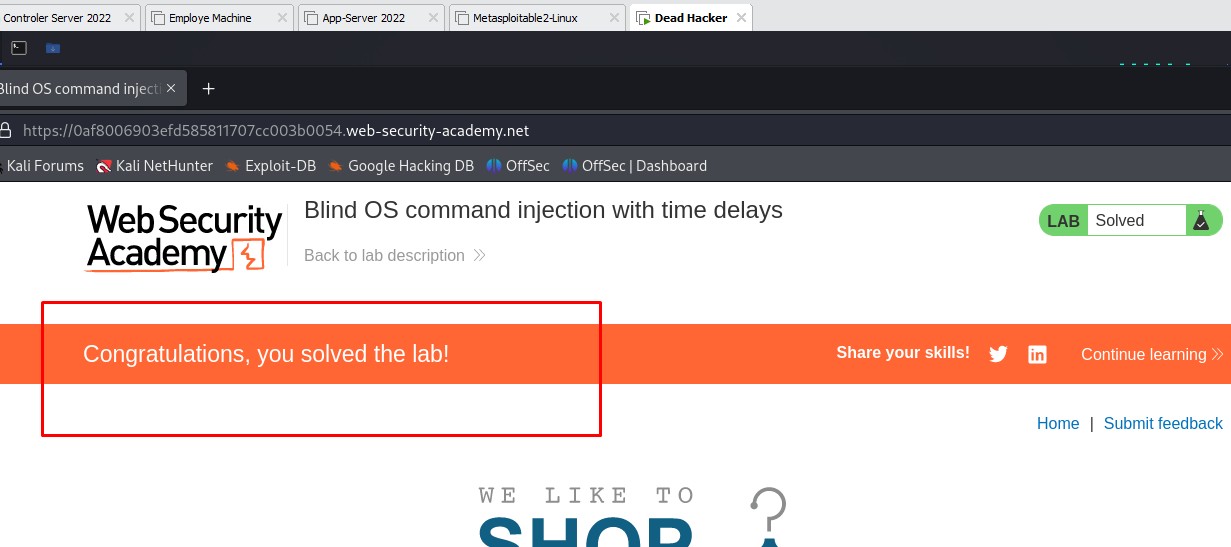 Controler Server 2022 Employe Machine App-Server 2022 Metasploitable2-Linux Dead Hacker
Blind OS command inject
https://0af8006903efd585811707cc003b0054.web-security-academy.net
Kali Forums Kali NetHunter Exploit-DB Google Hacking DB OffSec OffSec | Dashboard
Web Security
Academy
Blind OS command injection with time delays
Back to lab description
LAB Solved
Congratulations, you solved the lab!
Share your skills! Continue learning
Home | Submit feedback
WE LIKE TO
SHOP